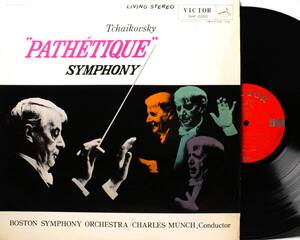 LIVING STEREO
VICTOR
Tchaikovsky
"PATHÉTIQUE"
SYMPHONY
BOSTON SYMPHONY ORCHESTRA/CHARLES MUNCH, Conductor